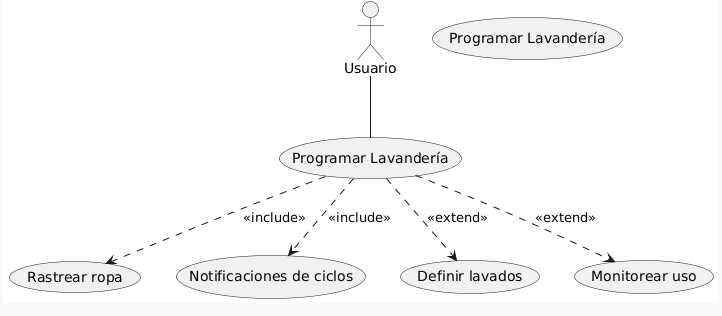 Programar Lavandería
Usuario
Programar Lavandería
«include»
«include»
«extend»
«extend»
Rastrear ropa
Notificaciones de ciclos
Definir lavados
Monitorear uso